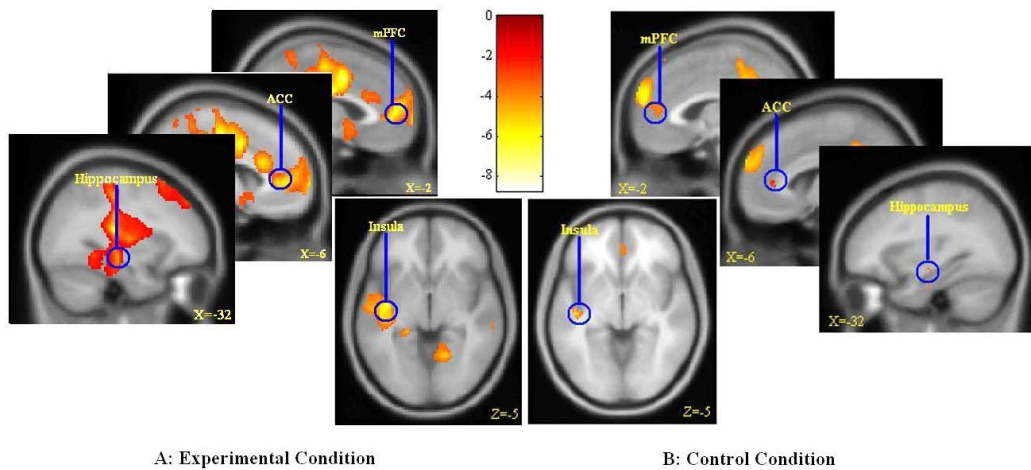 mPFC
X=-2
ACC
X=-6
Hippocampus
X=-32
Insula
Z=-5
0
-2
-4
-6
-8
mPFC
X=-2
ACC
X=-6
Hippocampus
X=-32
Insula
Z=-5
A: Experimental Condition
B: Control Condition